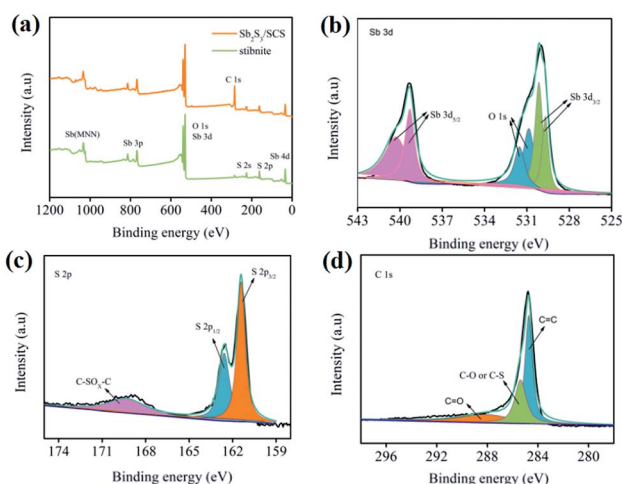 (a)
Sb₂S₃/SCS
stibnite
C 1s
Sb(MNN)
Sb 3p
O 1s
Sb 3d
S 2s
S 2p
Sb 4d
Intensity (a.u)
1200 1000 800 600 400 200 0
Binding energy (eV)
(b)
Sb 3d
Sb 3d₅/₂
O 1s
Sb 3d₃/₂
Intensity (a.u)
543 540 537 534 531 528 525
Binding energy (eV)
(c)
S 2p
S 2p₃/₂
S 2p₁/₂
C-SOₓ-C
Intensity (a.u)
174 171 168 165 162 159
Binding energy (eV)
(d)
C 1s
C=C
C-O or C-S
C=O
Intensity (a.u)
296 292 288 284 280
Binding energy (eV)